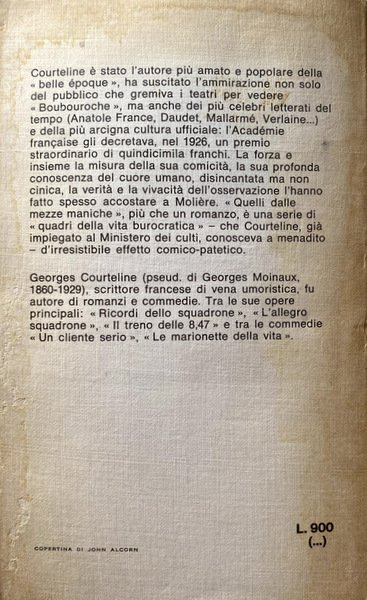 Courteline è stato l'autore più amato e popolare della
« belle époque », ha suscitato l'ammirazione non solo
del pubblico che gremiva i teatri per vedere
« Boubouroche », ma anche dei più celebri letterati del
tempo (Anatole France, Daudet, Mallarmé, Verlaine...)
e della più arcigna cultura ufficiale: l'Académie
française gli decretava, nel 1926, un premio
straordinario di quindicimila franchi. La forza e
insieme la misura della sua comicità, la sua profonda
conoscenza del cuore umano, disincantata ma non
cinica, la verità e la vivacità dell'osservazione l'hanno
fatto spesso accostare a Molière. « Quelli dalle
mezze maniche », più che un romanzo, è una serie di
« quadri della vita burocratica » – che Courteline, già
impiegato al Ministero dei culti, conosceva a menadito
– d'irresistibile effetto comico-patetico.
Georges Courteline (pseud. di Georges Moinaux,
1860-1929), scrittore francese di vena umoristica, fu
autore di romanzi e commedie. Tra le sue opere
principali: « Ricordi dello squadrone », « L'allegro
squadrone », « Il treno delle 8,47 » e tra le commedie
« Un cliente serio », « Le marionette della vita ».
L. 900
(...)
COPERTINA DI JOHN ALCORN